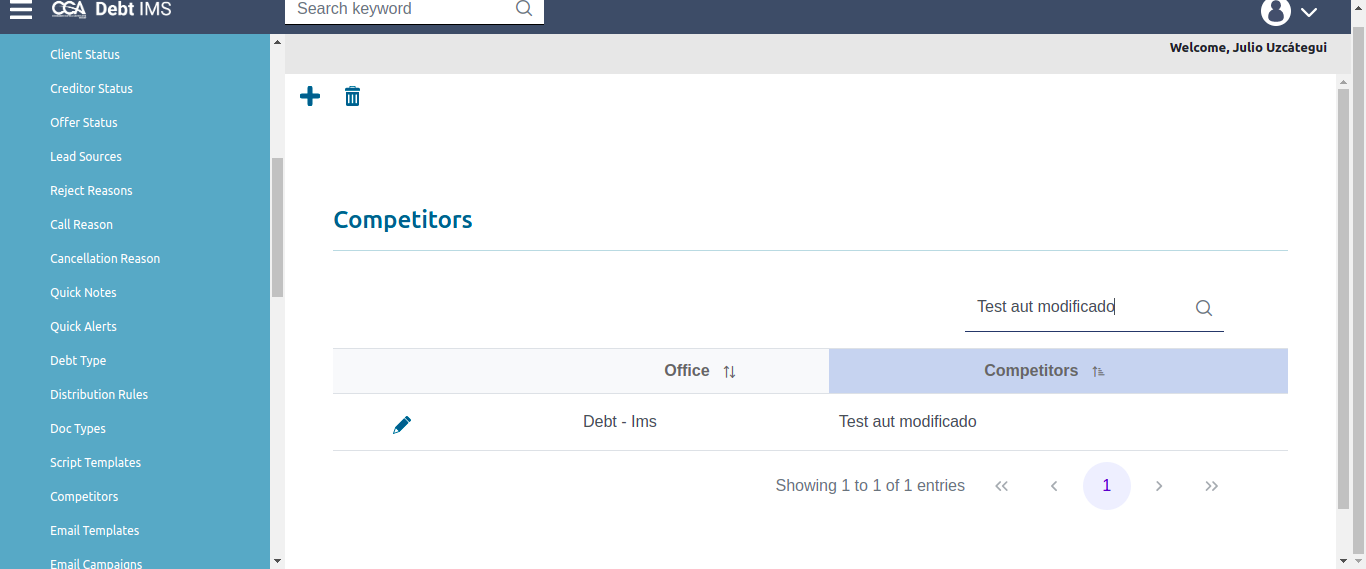 CGA Debt IMS
Search keyword
Welcome, Julio Uzcátegui
Client Status
Creditor Status
Offer Status
Lead Sources
Reject Reasons
Call Reason
Cancellation Reason
Quick Notes
Quick Alerts
Debt Type
Distribution Rules
Doc Types
Script Templates
Competitors
Email Templates
Email Campaigns
Competitors
Test aut modificado
Office Competitors
Debt - Ims Test aut modificado
Showing 1 to 1 of 1 entries << < 1 > >>